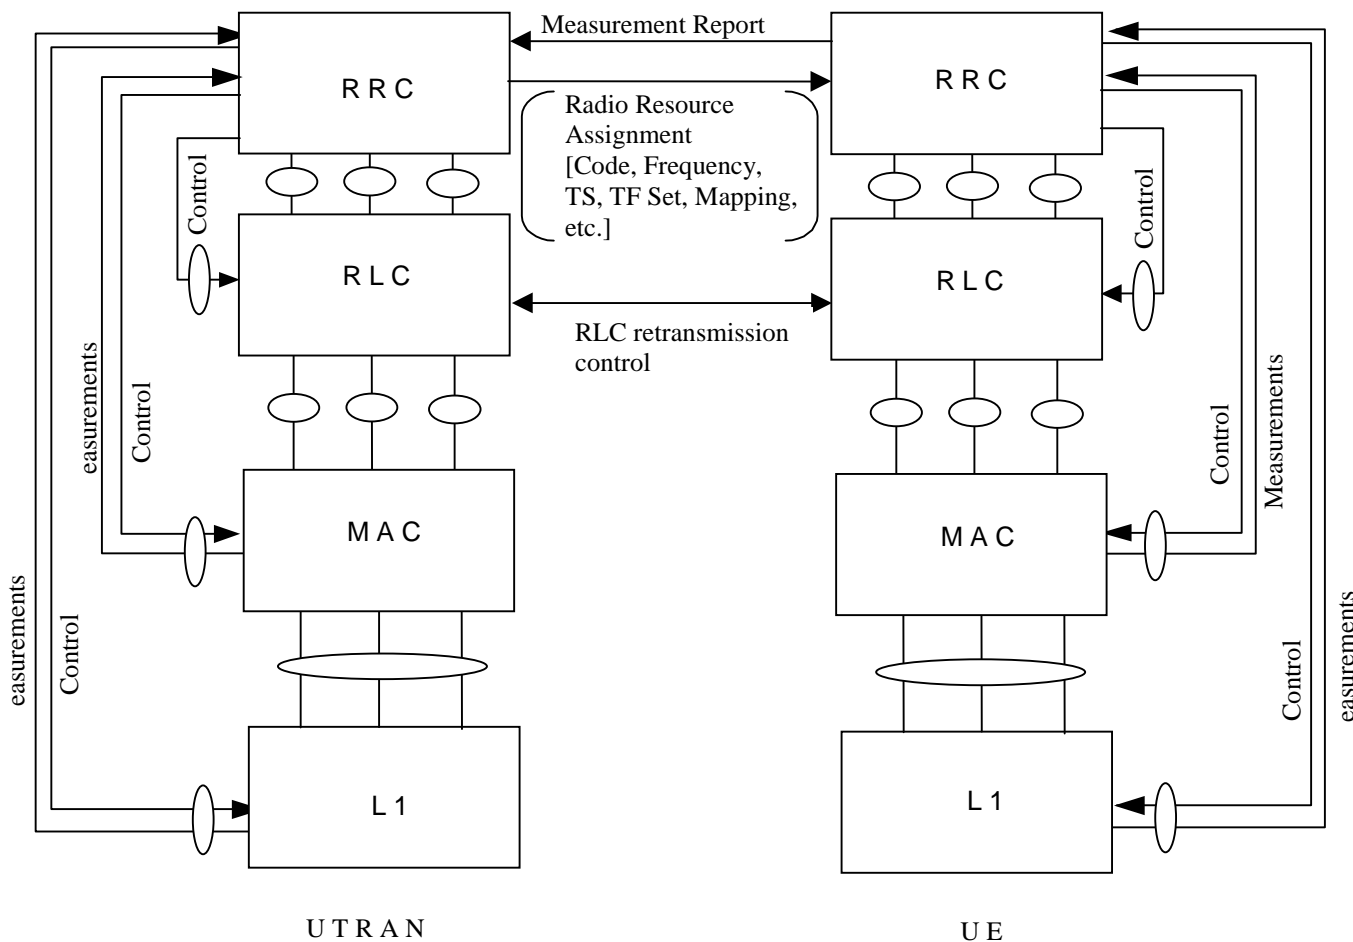 Measurement Report
R R C
R R C
Radio Resource
Assignment
[Code, Frequency,
TS, TF Set, Mapping,
etc.]
Control
Control
R L C
R L C
RLC retransmission
control
easurements
Control
Control
Measurements
M A C
M A C
easurements
Control
Control
easurements
L 1
L 1
U T R A N
U E